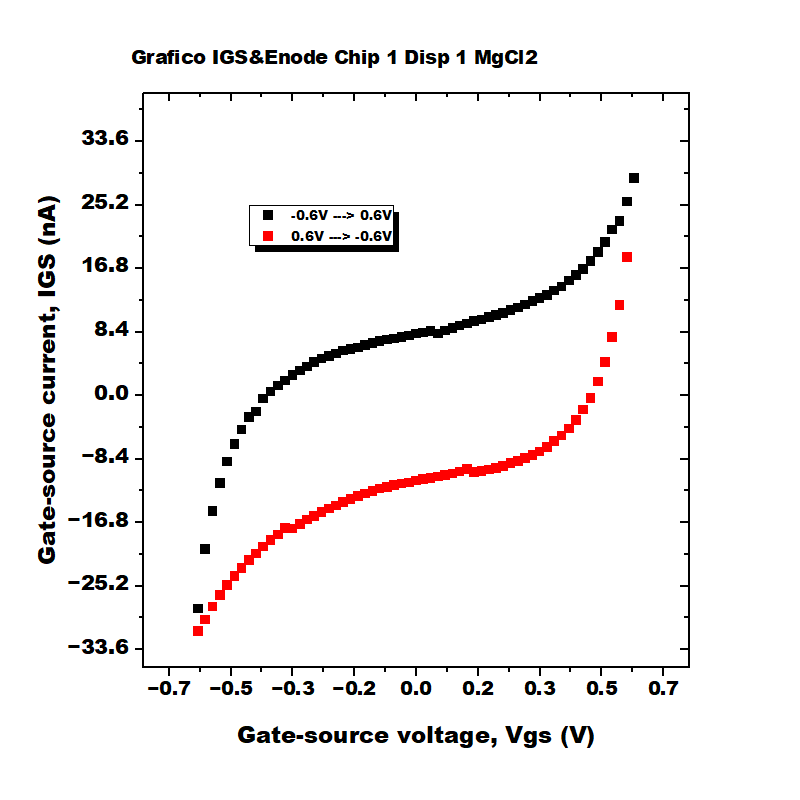 Grafico IGS&Enode Chip 1 Disp 1 MgCl2
33.6
25.2
16.8
8.4
0.0
−8.4
−16.8
−25.2
−33.6
Gate-source current, IGS (nA)
-0.6V ---> 0.6V
0.6V ---> -0.6V
−0.7 −0.5 −0.3 −0.2 0.0 0.2 0.3 0.5 0.7
Gate-source voltage, Vgs (V)